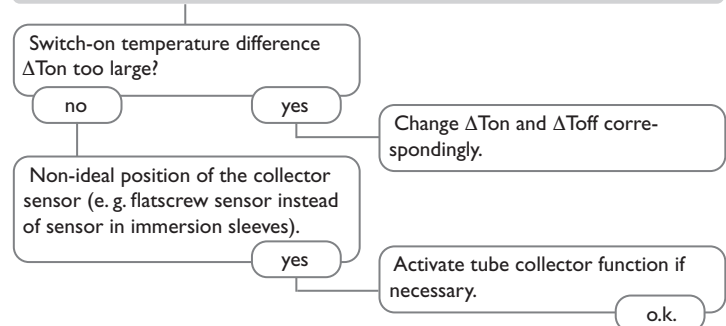 Switch-on temperature difference
ΔTon too large?
no
yes
Change ΔTon and ΔToff corre-
spondingly.
Non-ideal position of the collector
sensor (e. g. flatscrew sensor instead
of sensor in immersion sleeves).
yes
Activate tube collector function if
necessary.
o.k.